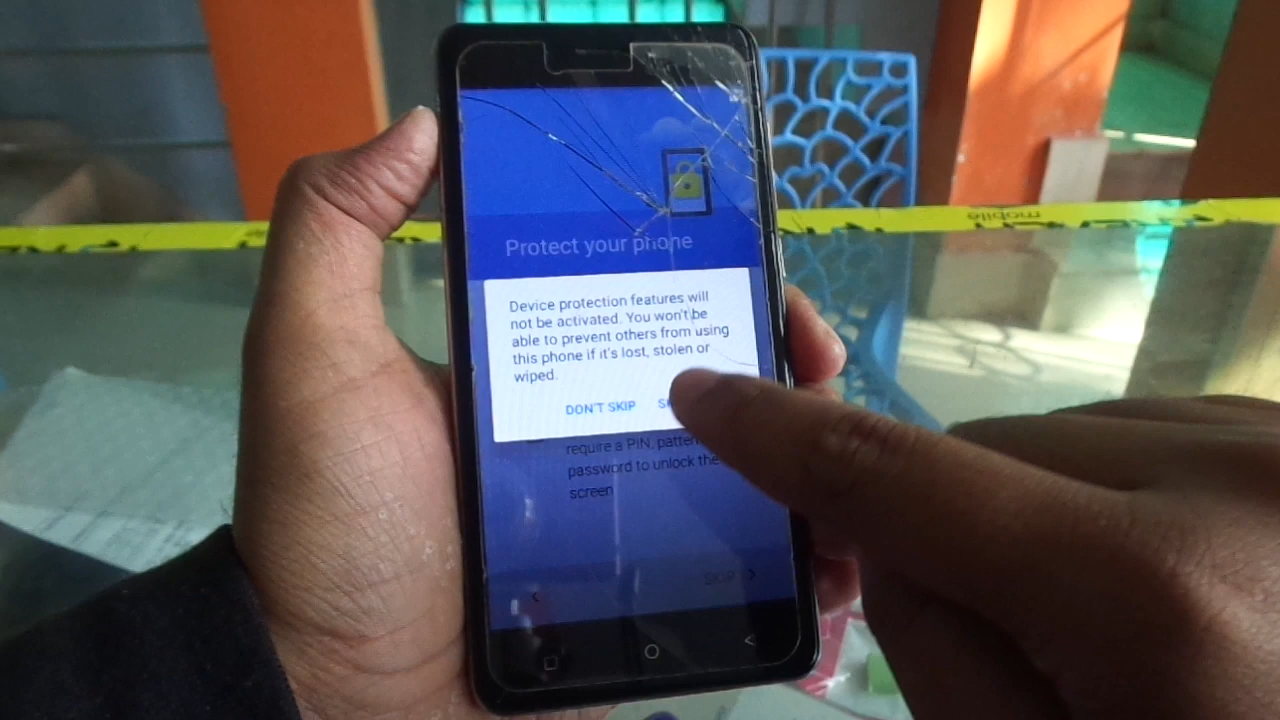 Protect your phone
Device protection features will
not be activated. You won't be
able to prevent others from using
this phone if it's lost, stolen or
wiped.
DON'T SKIP
require a PIN, pattern
password to unlock the
screen
SKIP
mobile